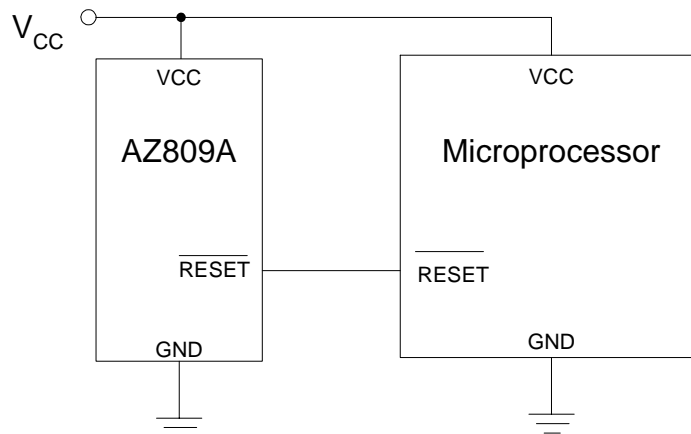 VCC
VCC
AZ809A
RESET
GND
VCC
Microprocessor
RESET
GND